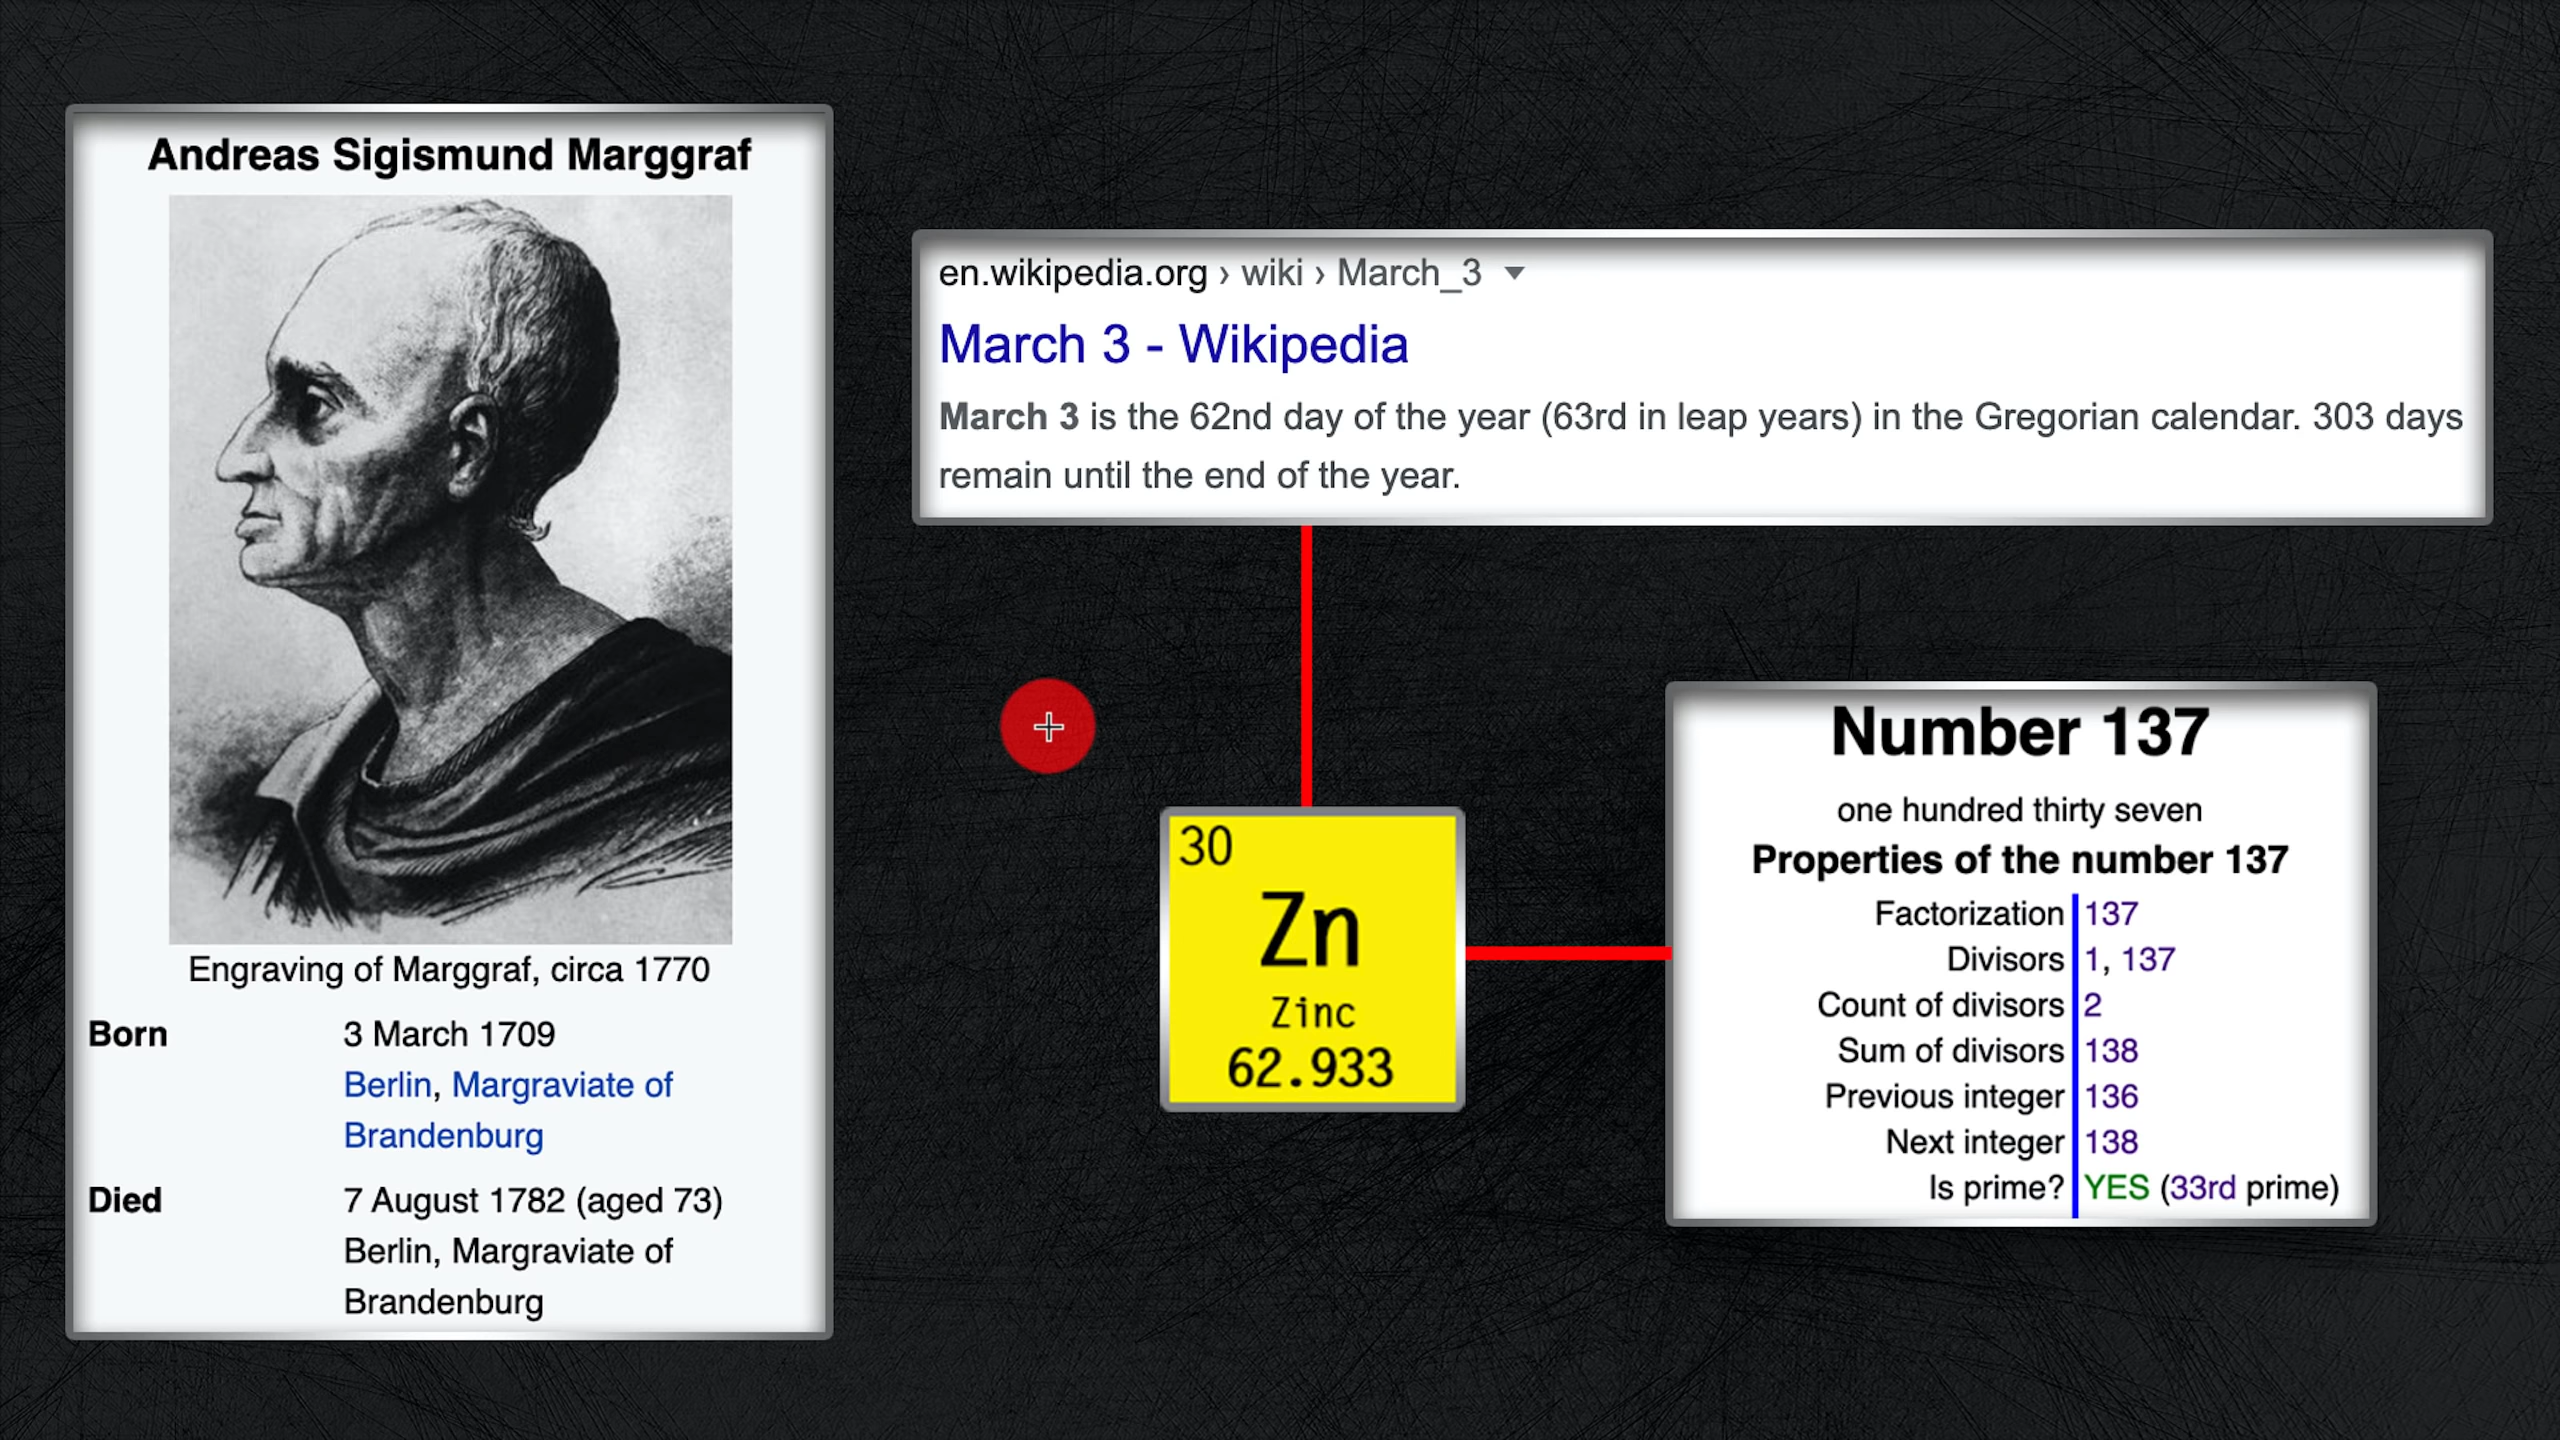 Andreas Sigismund Marggraf
Engraving of Marggraf, circa 1770
Born 3 March 1709
Berlin, Margraviate of
Brandenburg
Died 7 August 1782 (aged 73)
Berlin, Margraviate of
Brandenburg
en.wikipedia.org › wiki › March_3
March 3 - Wikipedia
March 3 is the 62nd day of the year (63rd in leap years) in the Gregorian calendar. 303 days
remain until the end of the year.
30
Zn
Zinc
62.933
Number 137
one hundred thirty seven
Properties of the number 137
Factorization 137
Divisors 1, 137
Count of divisors 2
Sum of divisors 138
Previous integer 136
Next integer 138
Is prime? YES (33rd prime)